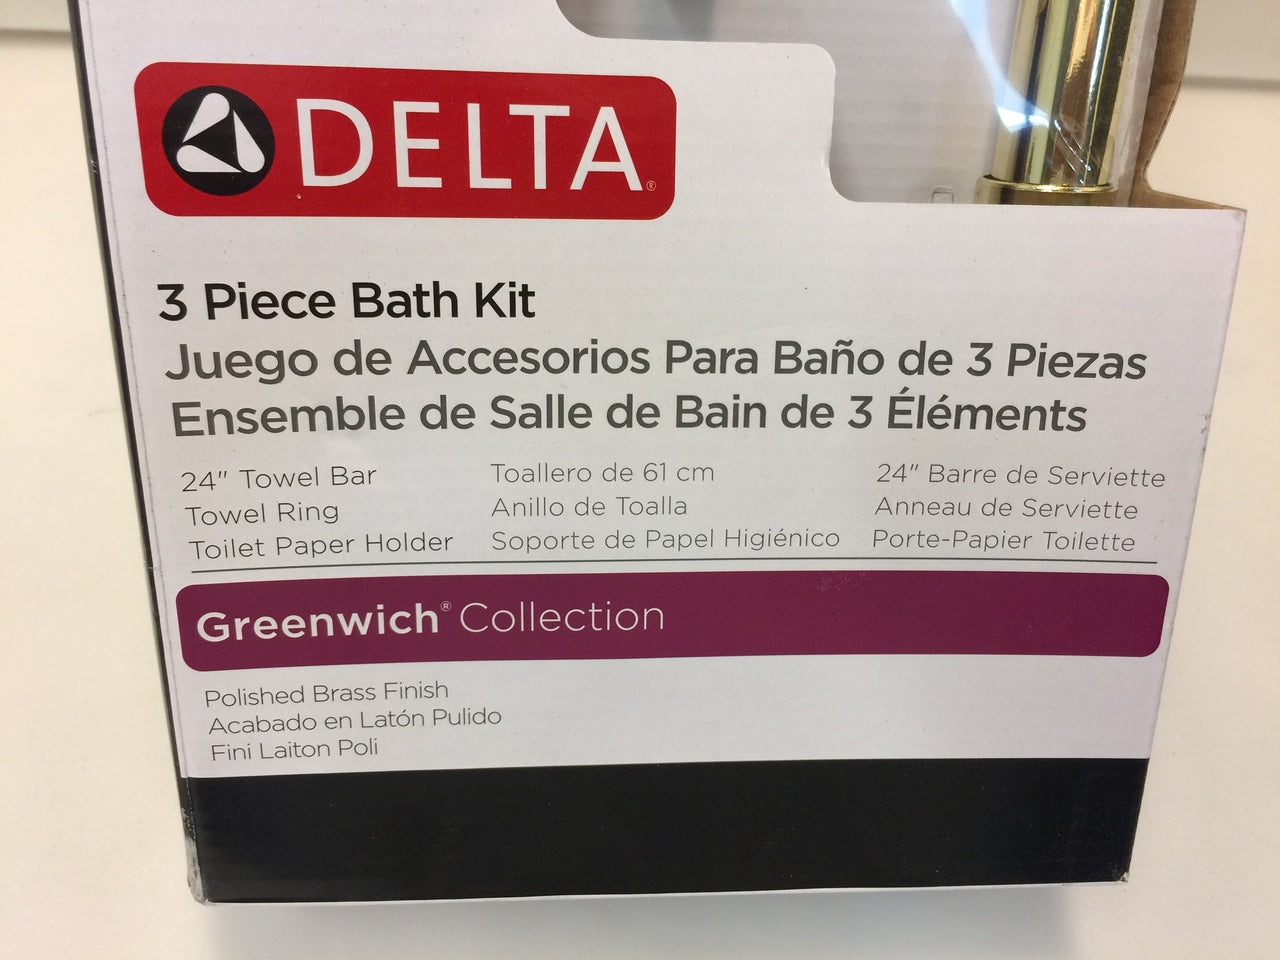 DELTA®
3 Piece Bath Kit
Juego de Accesorios Para Baño de 3 Piezas
Ensemble de Salle de Bain de 3 Éléments
24" Towel Bar
Towel Ring
Toilet Paper Holder
Toallero de 61 cm
Anillo de Toalla
Soporte de Papel Higiénico
24" Barre de Serviette
Anneau de Serviette
Porte-Papier Toilette
Greenwich® Collection
Polished Brass Finish
Acabado en Latón Pulido
Fini Laiton Poli